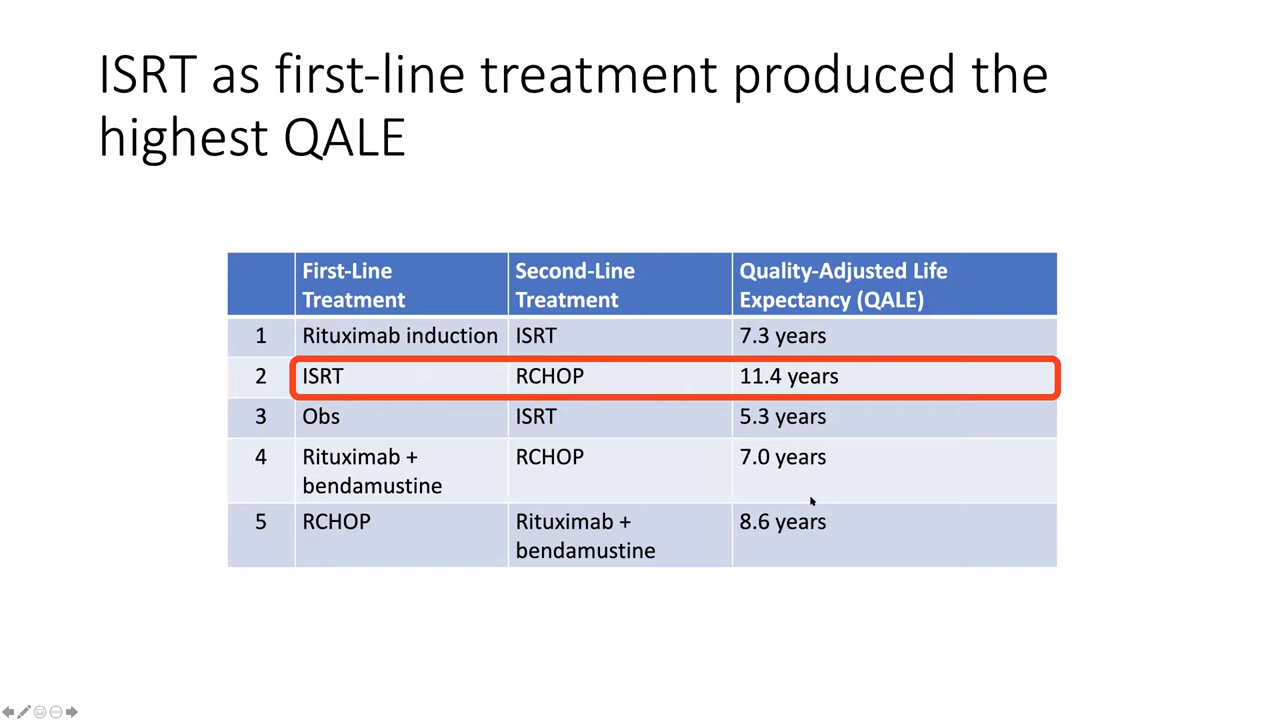 ISRT as first-line treatment produced the
highest QALE
First-Line Treatment Second-Line Treatment Quality-Adjusted Life Expectancy (QALE)
1 Rituximab induction ISRT 7.3 years
2 ISRT RCHOP 11.4 years
3 Obs ISRT 5.3 years
4 Rituximab + bendamustine RCHOP 7.0 years
5 RCHOP Rituximab + bendamustine 8.6 years